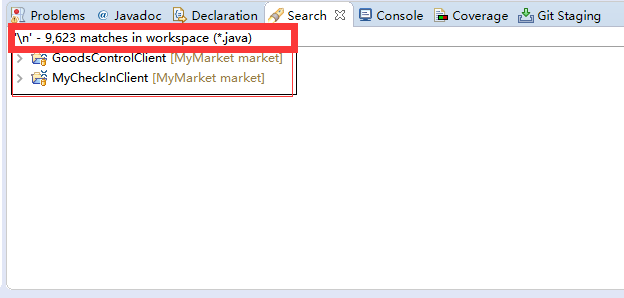 Problems @ Javadoc Declaration Search Console Coverage Git Staging
'\n' - 9,623 matches in workspace (*.java)
GoodsControlClient [MyMarket market]
MyCheckInClient [MyMarket market]